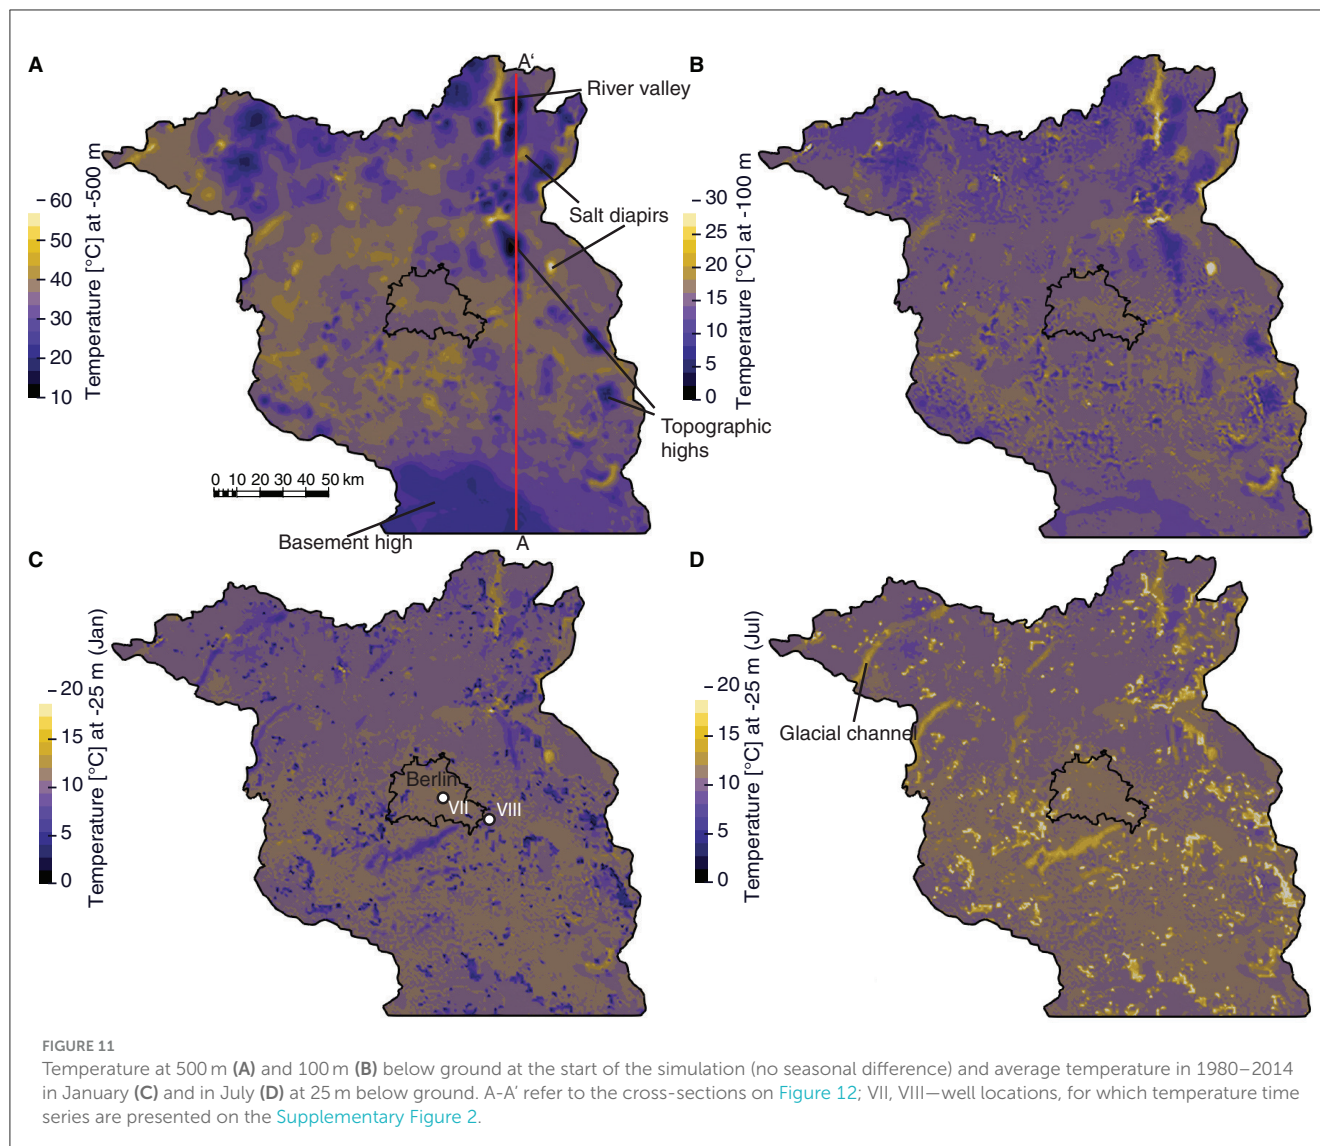 A
A‘
River valley
Salt diapirs
Topographic
highs
Basement high
A
0 10 20 30 40 50 km
Temperature [°C] at -500 m
60
50
40
30
20
10
B
Temperature [°C] at -100 m
30
25
20
15
10
5
0
C
Temperature [°C] at -25 m (Jan)
20
15
10
5
0
Berlin
VII
VIII
D
Temperature [°C] at -25 m (Jul)
20
15
10
5
0
Glacial channel
FIGURE 11
Temperature at 500 m (A) and 100 m (B) below ground at the start of the simulation (no seasonal difference) and average temperature in 1980–2014
in January (C) and in July (D) at 25 m below ground. A-A’ refer to the cross-sections on Figure 12; VII, VIII—well locations, for which temperature time
series are presented on the Supplementary Figure 2.